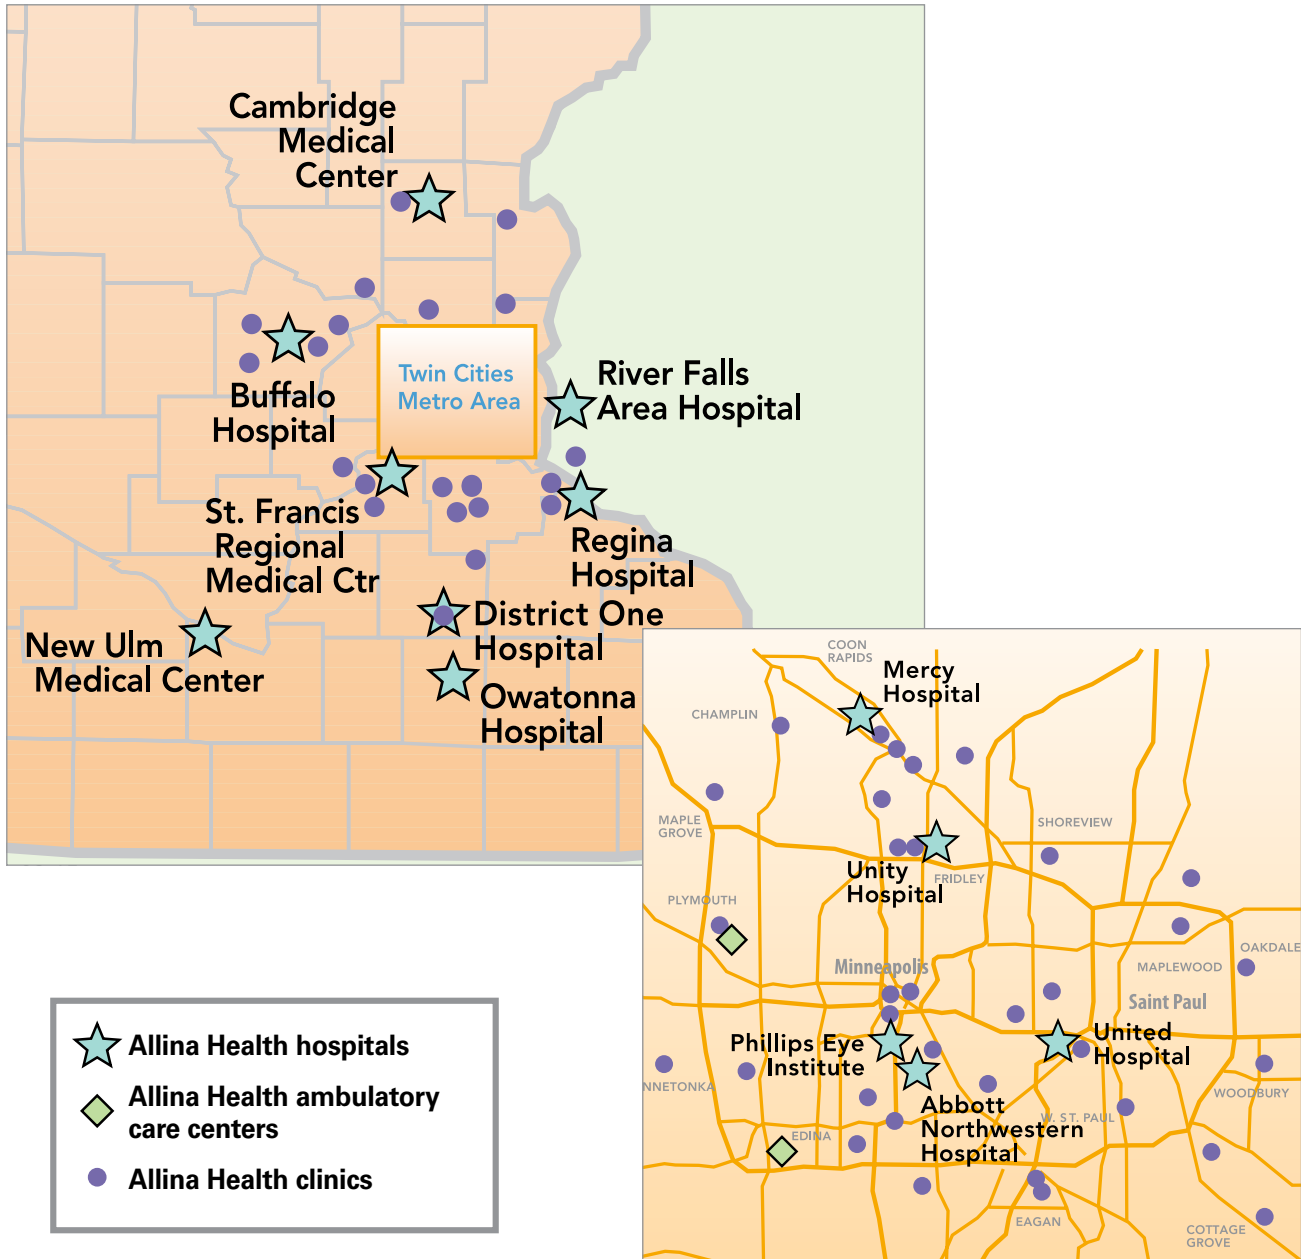 Cambridge
Medical
Center
Twin Cities
Metro Area
River Falls
Area Hospital
Buffalo
Hospital
St. Francis
Regional
Medical Ctr
Regina
Hospital
District One
Hospital
New Ulm
Medical Center
Owatonna
Hospital
COON
RAPIDS
Mercy
Hospital
CHAMPLIN
MAPLE
GROVE
SHOREVIEW
Unity
Hospital
FRIDLEY
PLYMOUTH
OAKDALE
Minneapolis
MAPLEWOOD
Saint Paul
Phillips Eye
Institute
United
Hospital
NNETONKA
WOODBURY
Abbott
Northwestern
Hospital
W. ST. PAUL
EDINA
EAGAN
COTTAGE
GROVE
Allina Health hospitals
Allina Health ambulatory
care centers
Allina Health clinics